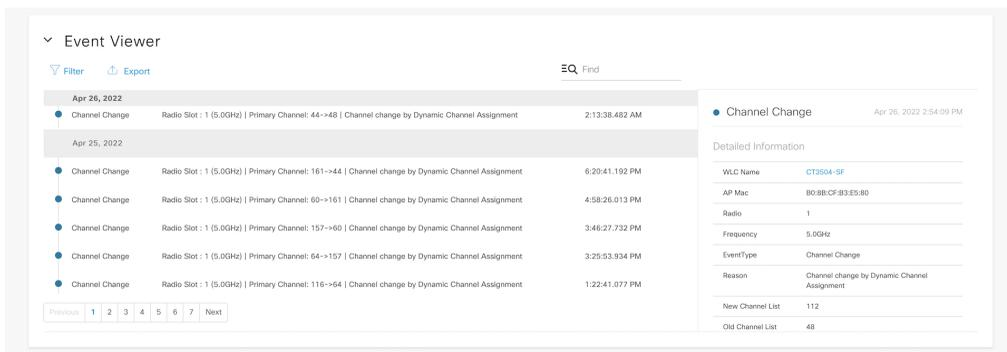 Event Viewer
Filter Export Find
Apr 26, 2022
Channel Change Radio Slot : 1 (5.0GHz) | Primary Channel: 44->48 | Channel change by Dynamic Channel Assignment 2:13:38.482 AM
Apr 25, 2022
Channel Change Radio Slot : 1 (5.0GHz) | Primary Channel: 161->44 | Channel change by Dynamic Channel Assignment 6:20:41.192 PM
Channel Change Radio Slot : 1 (5.0GHz) | Primary Channel: 60->161 | Channel change by Dynamic Channel Assignment 4:58:26.013 PM
Channel Change Radio Slot : 1 (5.0GHz) | Primary Channel: 157->60 | Channel change by Dynamic Channel Assignment 3:46:27.732 PM
Channel Change Radio Slot : 1 (5.0GHz) | Primary Channel: 64->157 | Channel change by Dynamic Channel Assignment 3:25:53.934 PM
Channel Change Radio Slot : 1 (5.0GHz) | Primary Channel: 116->64 | Channel change by Dynamic Channel Assignment 1:22:41.077 PM
Previous 1 2 3 4 5 6 7 Next
Channel Change Apr 26, 2022 2:54:09 PM
Detailed Information
WLC Name CT3504-SF
AP Mac B0:8B:CF:B3:E5:80
Radio 1
Frequency 5.0GHz
EventType Channel Change
Reason Channel change by Dynamic Channel
Assignment
New Channel List 112
Old Channel List 48